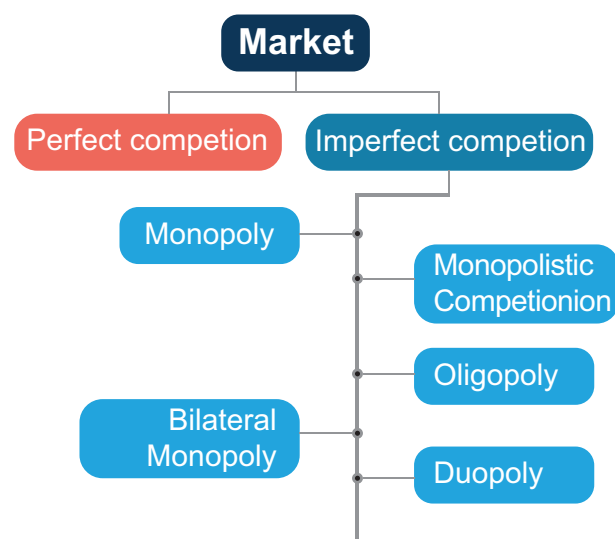 Market
Perfect competion
Imperfect competion
Monopoly
Monopolistic
Competionion
Oligopoly
Bilateral
Monopoly
Duopoly